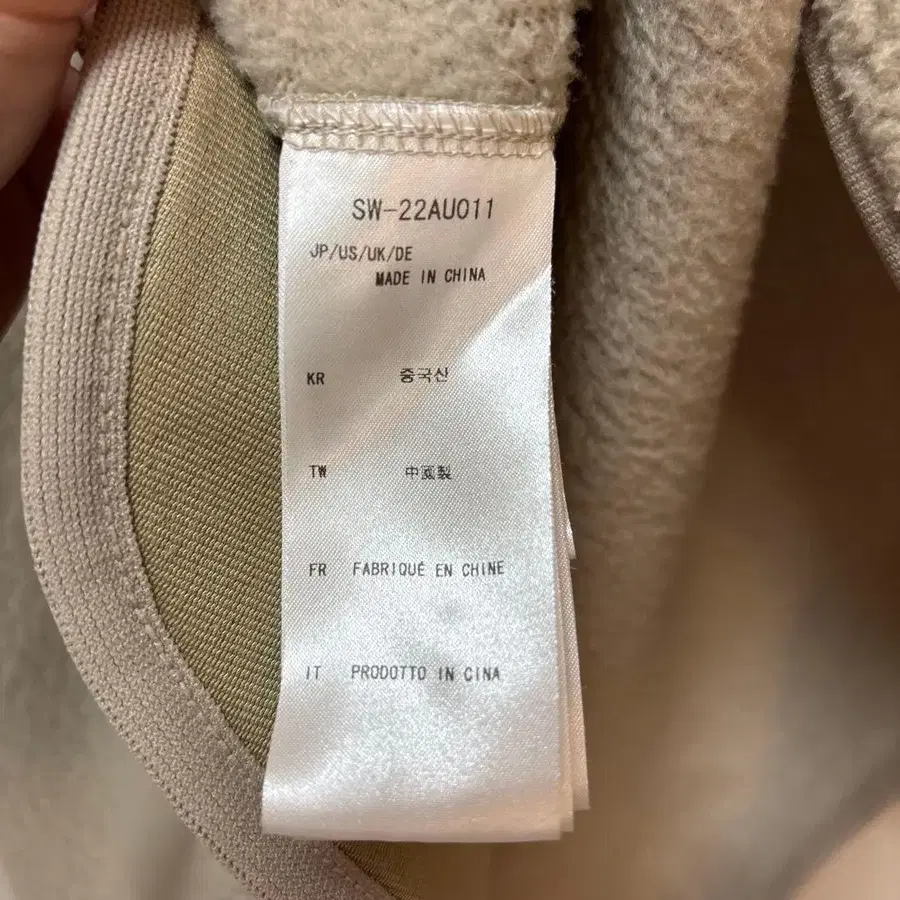 SW-22AU011
JP/US/UK/DE
MADE IN CHINA
KR 중국산
TW 中國製
FR FABRIQUÉ EN CHINE
IT PRODOTTO IN CINA